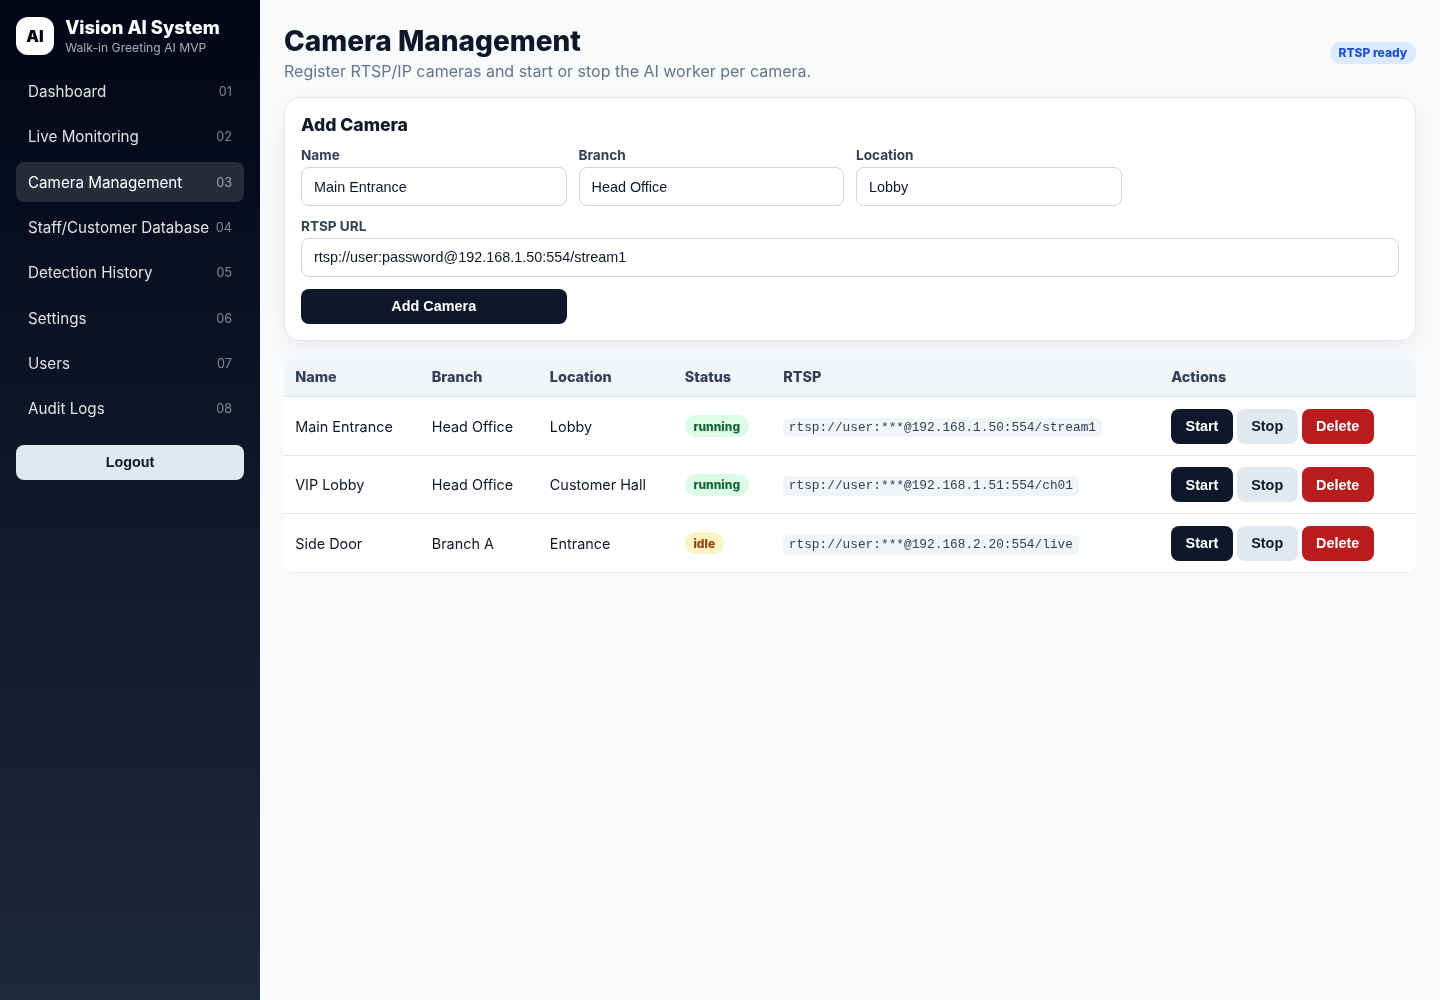 AI
Vision AI System
Walk-in Greeting AI MVP
Dashboard 01
Live Monitoring 02
Camera Management 03
Staff/Customer Database 04
Detection History 05
Settings 06
Users 07
Audit Logs 08
Logout
Camera Management
Register RTSP/IP cameras and start or stop the AI worker per camera.
RTSP ready
Add Camera
Name Branch Location
Main Entrance Head Office Lobby
RTSP URL
rtsp://user:password@192.168.1.50:554/stream1
Add Camera
Name Branch Location Status RTSP Actions
Main Entrance Head Office Lobby running rtsp://user:***@192.168.1.50:554/stream1 Start Stop Delete
VIP Lobby Head Office Customer Hall running rtsp://user:***@192.168.1.51:554/ch01 Start Stop Delete
Side Door Branch A Entrance idle rtsp://user:***@192.168.2.20:554/live Start Stop Delete